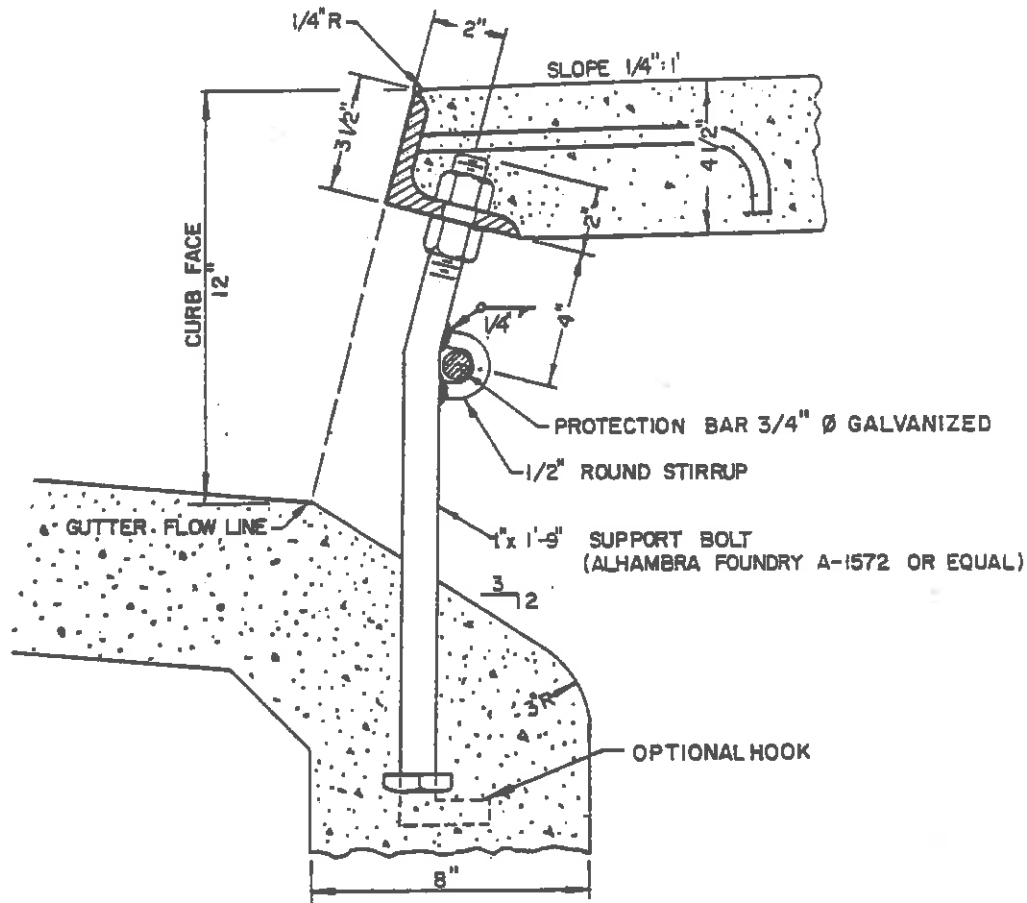 1/4" R
2"
SLOPE 1/4":1'
3 1/2"
4 1/2"
2"
CURB FACE
12"
1/4
4"
PROTECTION BAR 3/4" Ø GALVANIZED
1/2" ROUND STIRRUP
GUTTER FLOW LINE
1"x 1'-9" SUPPORT BOLT
(ALHAMBRA FOUNDRY A-1572 OR EQUAL)
3
2
3"R
OPTIONAL HOOK
8"